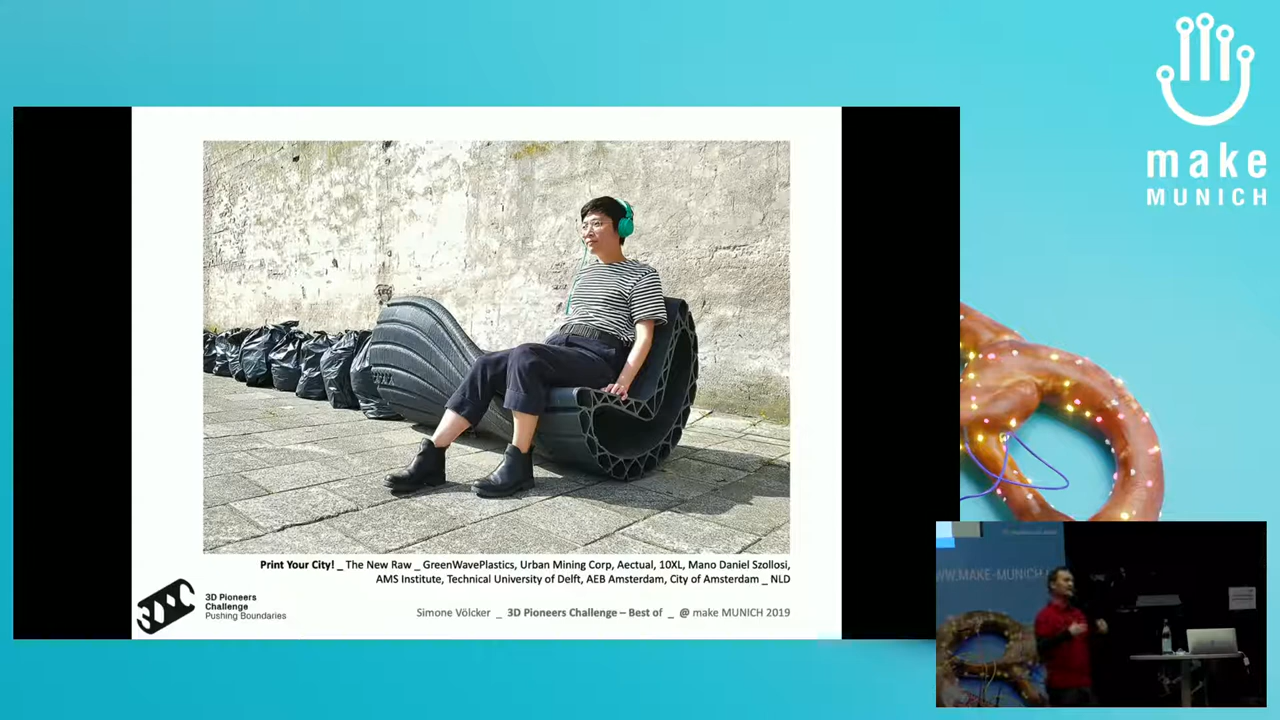 make
MUNICH
Print Your City! _ The New Raw _ GreenWavePlastics, Urban Mining Corp, Aectual, 10XL, Mano Daniel Szollosi,
AMS Institute, Technical University of Delft, AEB Amsterdam, City of Amsterdam _ NLD
3D Pioneers
Challenge
Pushing Boundaries
Simone Völcker _ 3D Pioneers Challenge – Best of _ @ make MUNICH 2019
WWW.MAKE-MUNICH